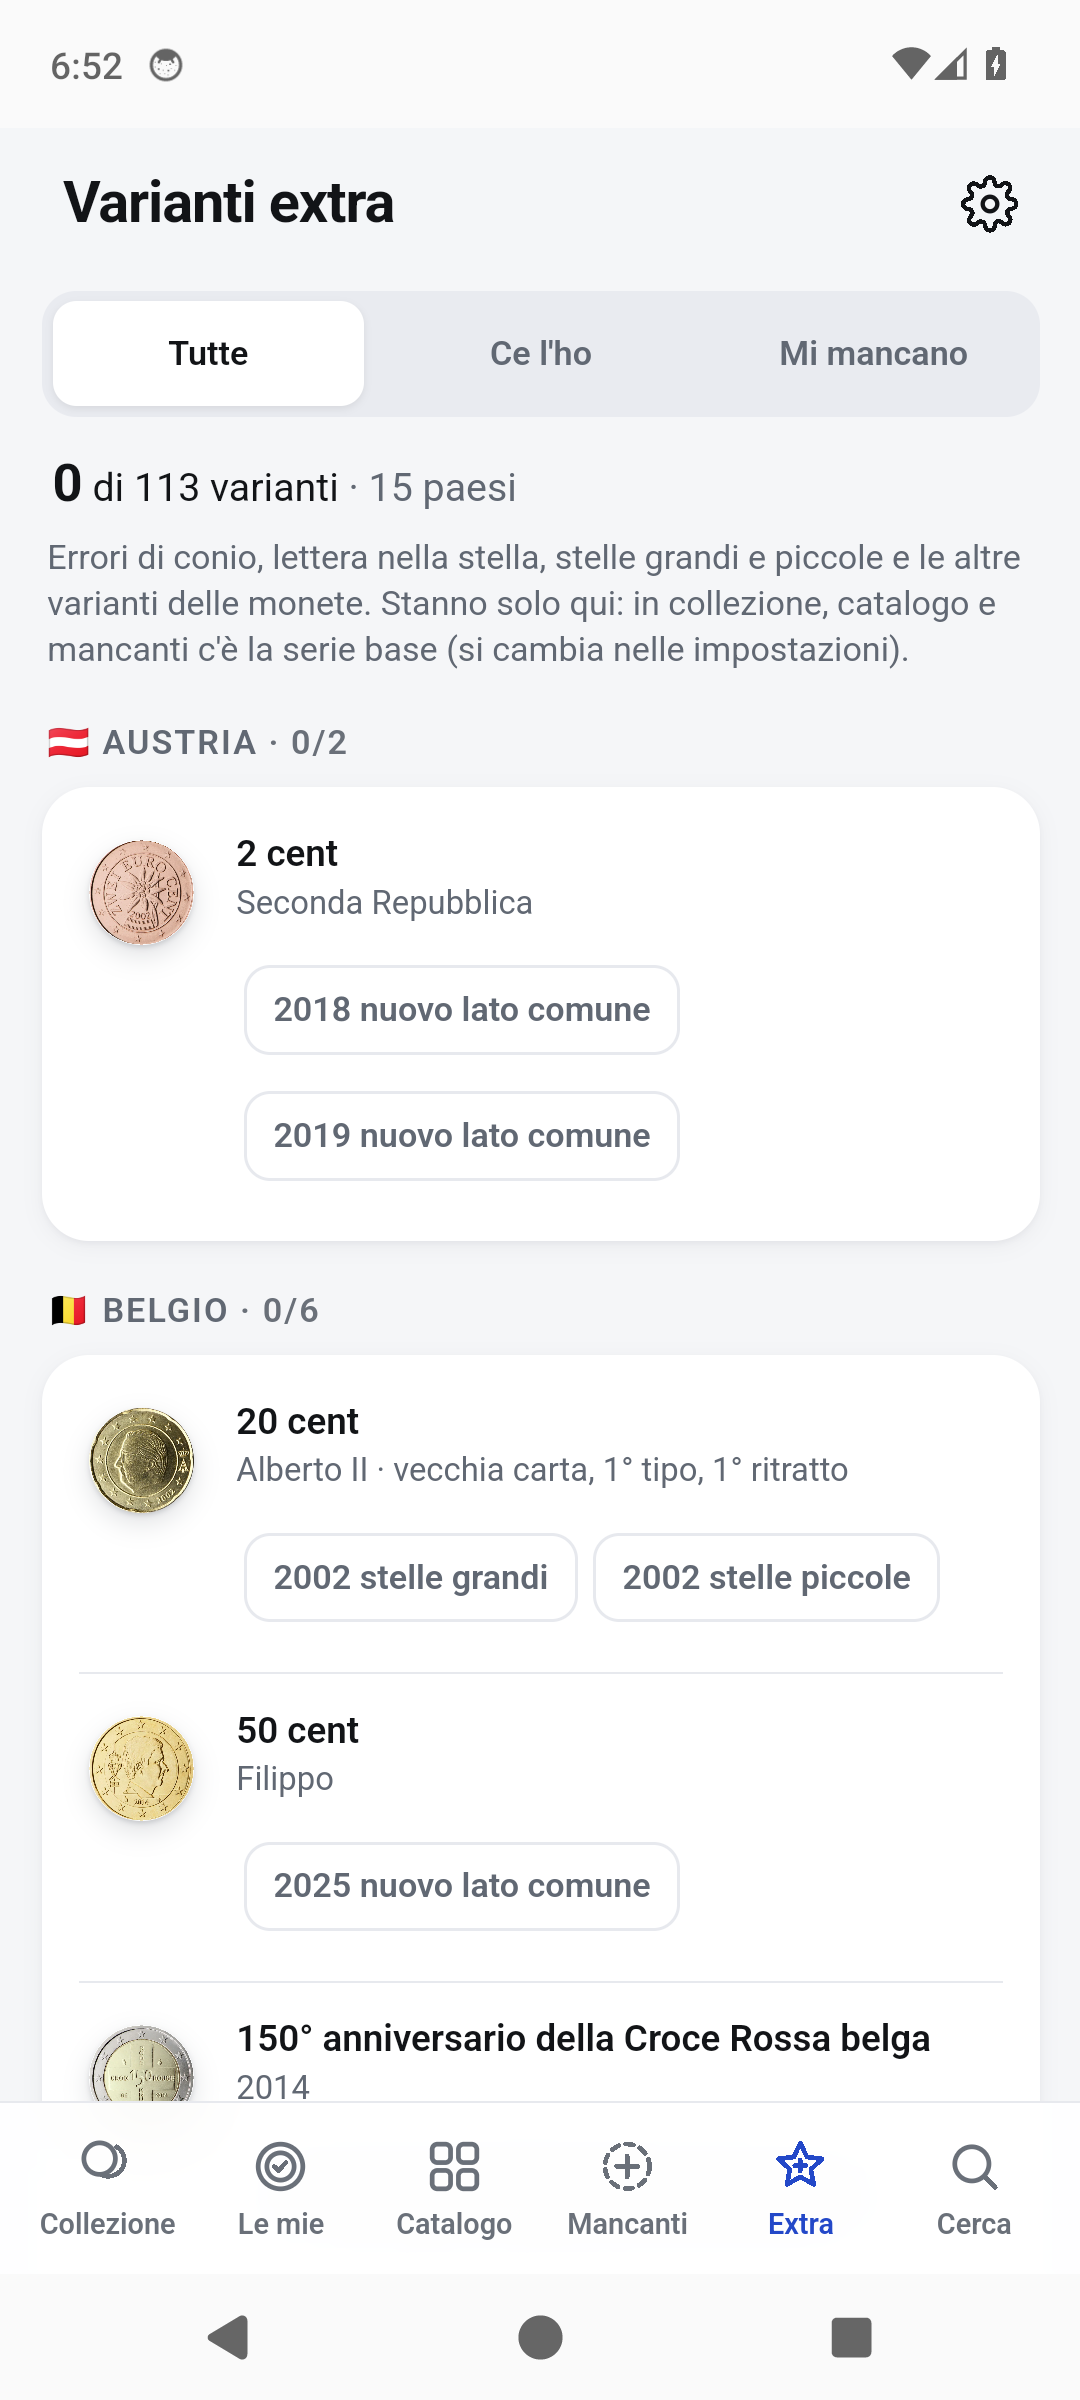 6:52
Varianti extra
Tutte
Ce l'ho
Mi mancano
0 di 113 varianti · 15 paesi
Errori di conio, lettera nella stella, stelle grandi e piccole e le altre
varianti delle monete. Stanno solo qui: in collezione, catalogo e
mancanti c'è la serie base (si cambia nelle impostazioni).
AUSTRIA · 0/2
2 cent
Seconda Repubblica
2018 nuovo lato comune
2019 nuovo lato comune
BELGIO · 0/6
20 cent
Alberto II · vecchia carta, 1° tipo, 1° ritratto
2002 stelle grandi
2002 stelle piccole
50 cent
Filippo
2025 nuovo lato comune
150° anniversario della Croce Rossa belga
2014
Collezione
Le mie
Catalogo
Mancanti
Extra
Cerca